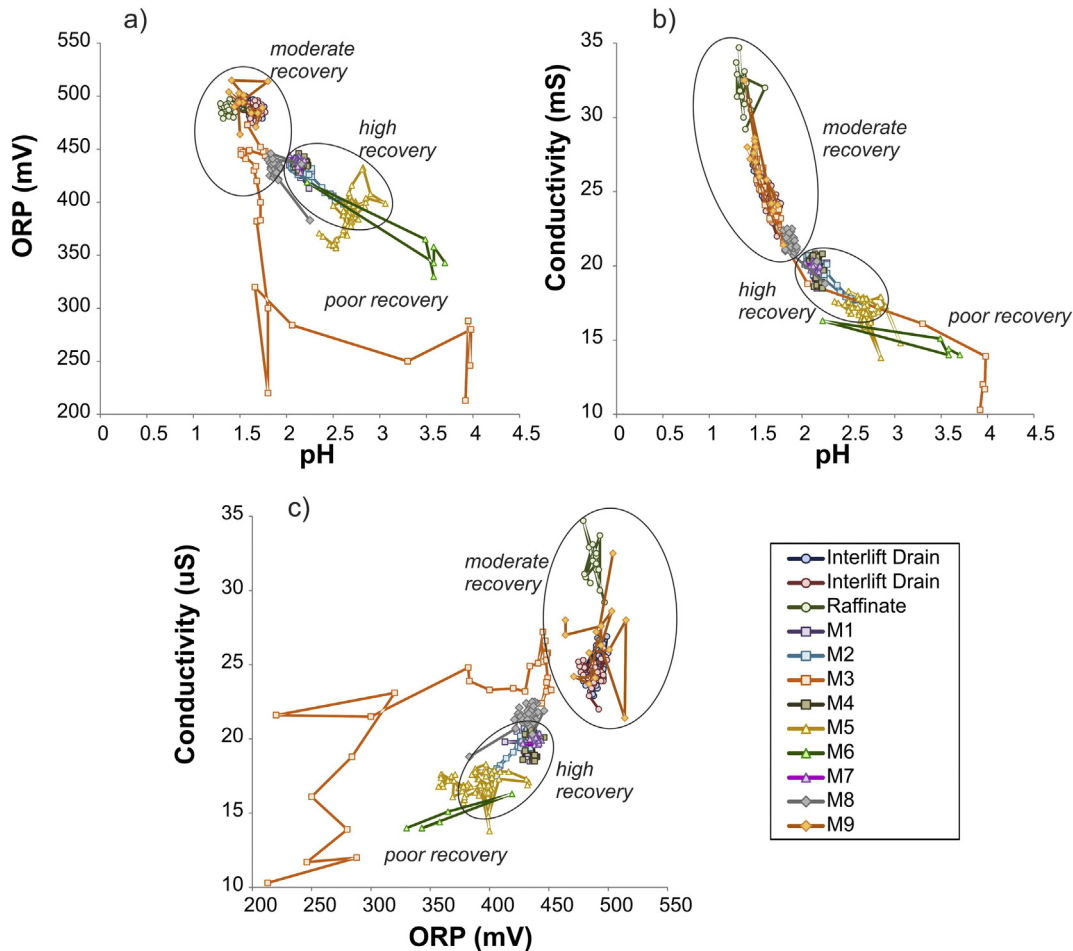 a)
550
500
450
400
350
300
250
200
ORP (mV)
moderate
recovery
high
recovery
poor recovery
0 0.5 1 1.5 2 2.5 3 3.5 4 4.5
pH
b)
35
30
25
20
15
10
Conductivity (mS)
moderate
recovery
high
recovery
poor recovery
0 0.5 1 1.5 2 2.5 3 3.5 4 4.5
pH
c)
35
30
25
20
15
10
Conductivity (uS)
moderate
recovery
high
recovery
poor recovery
200 250 300 350 400 450 500 550
ORP (mV)
Interlift Drain
Interlift Drain
Raffinate
M1
M2
M3
M4
M5
M6
M7
M8
M9